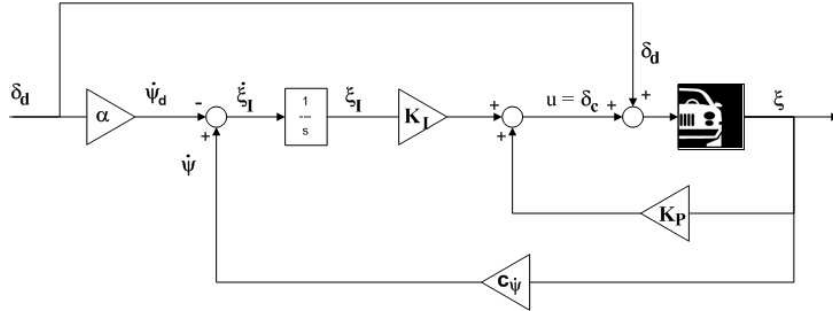 δd
α
ψ̇d
-
+
ψ̇
ξ̇I
1
s
ξI
KI
+
+
u = δc
δd
+
+
ξ
KP
cψ̇